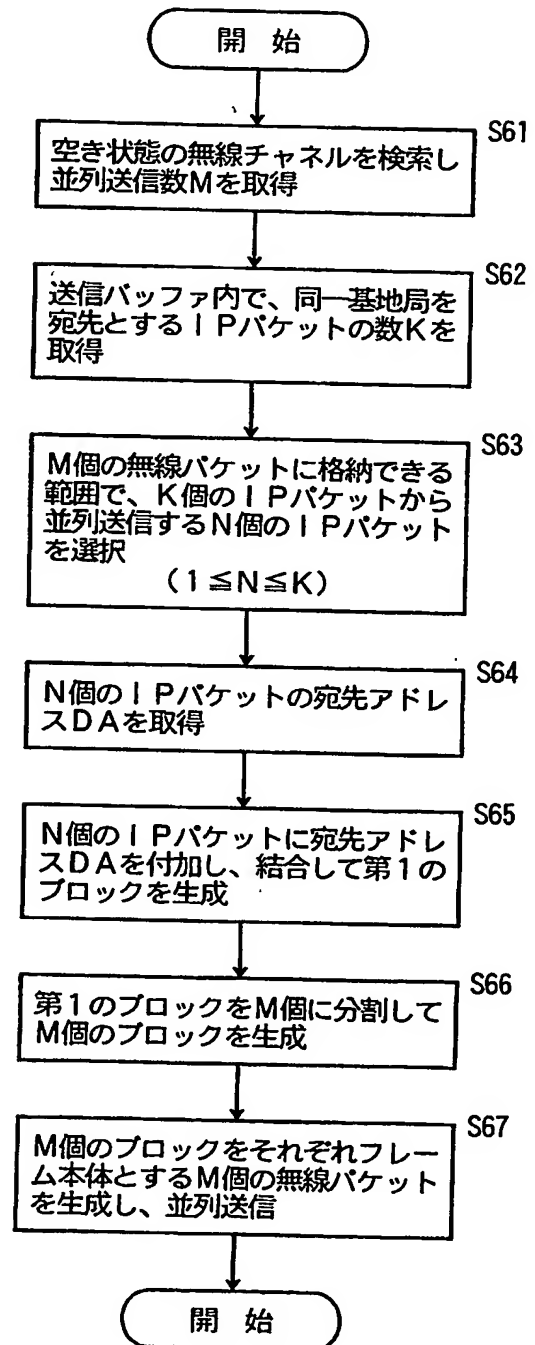 開 始
S61
空き状態の無線チャネルを検索し
並列送信数Mを取得
S62
送信バッファ内で、同一基地局を
宛先とするIPパケットの数Kを
取得
S63
M個の無線パケットに格納できる
範囲で、K個のIPパケットから
並列送信するN個のIPパケット
を選択
(1≦N≦K)
S64
N個のIPパケットの宛先アドレ
スDAを取得
S65
N個のIPパケットに宛先アドレ
スDAを付加し、結合して第1の
ブロックを生成
S66
第1のブロックをM個に分割して
M個のブロックを生成
S67
M個のブロックをそれぞれフレー
ム本体とするM個の無線パケット
を生成し、並列送信
開 始